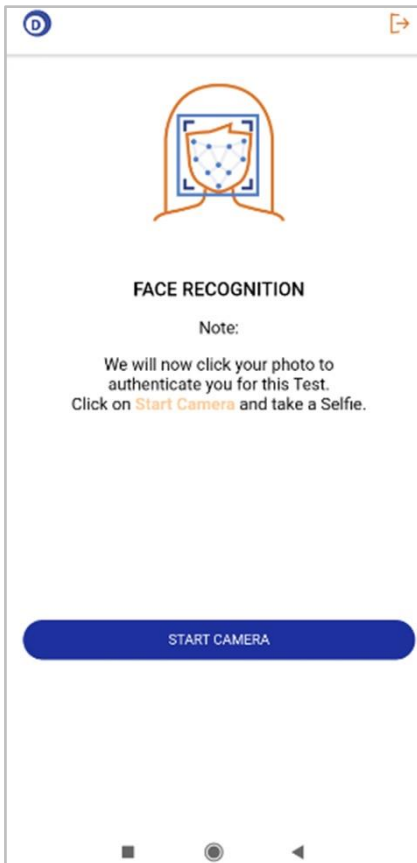 D
FACE RECOGNITION
Note:
We will now click your photo to
authenticate you for this Test.
Click on Start Camera and take a Selfie.
START CAMERA